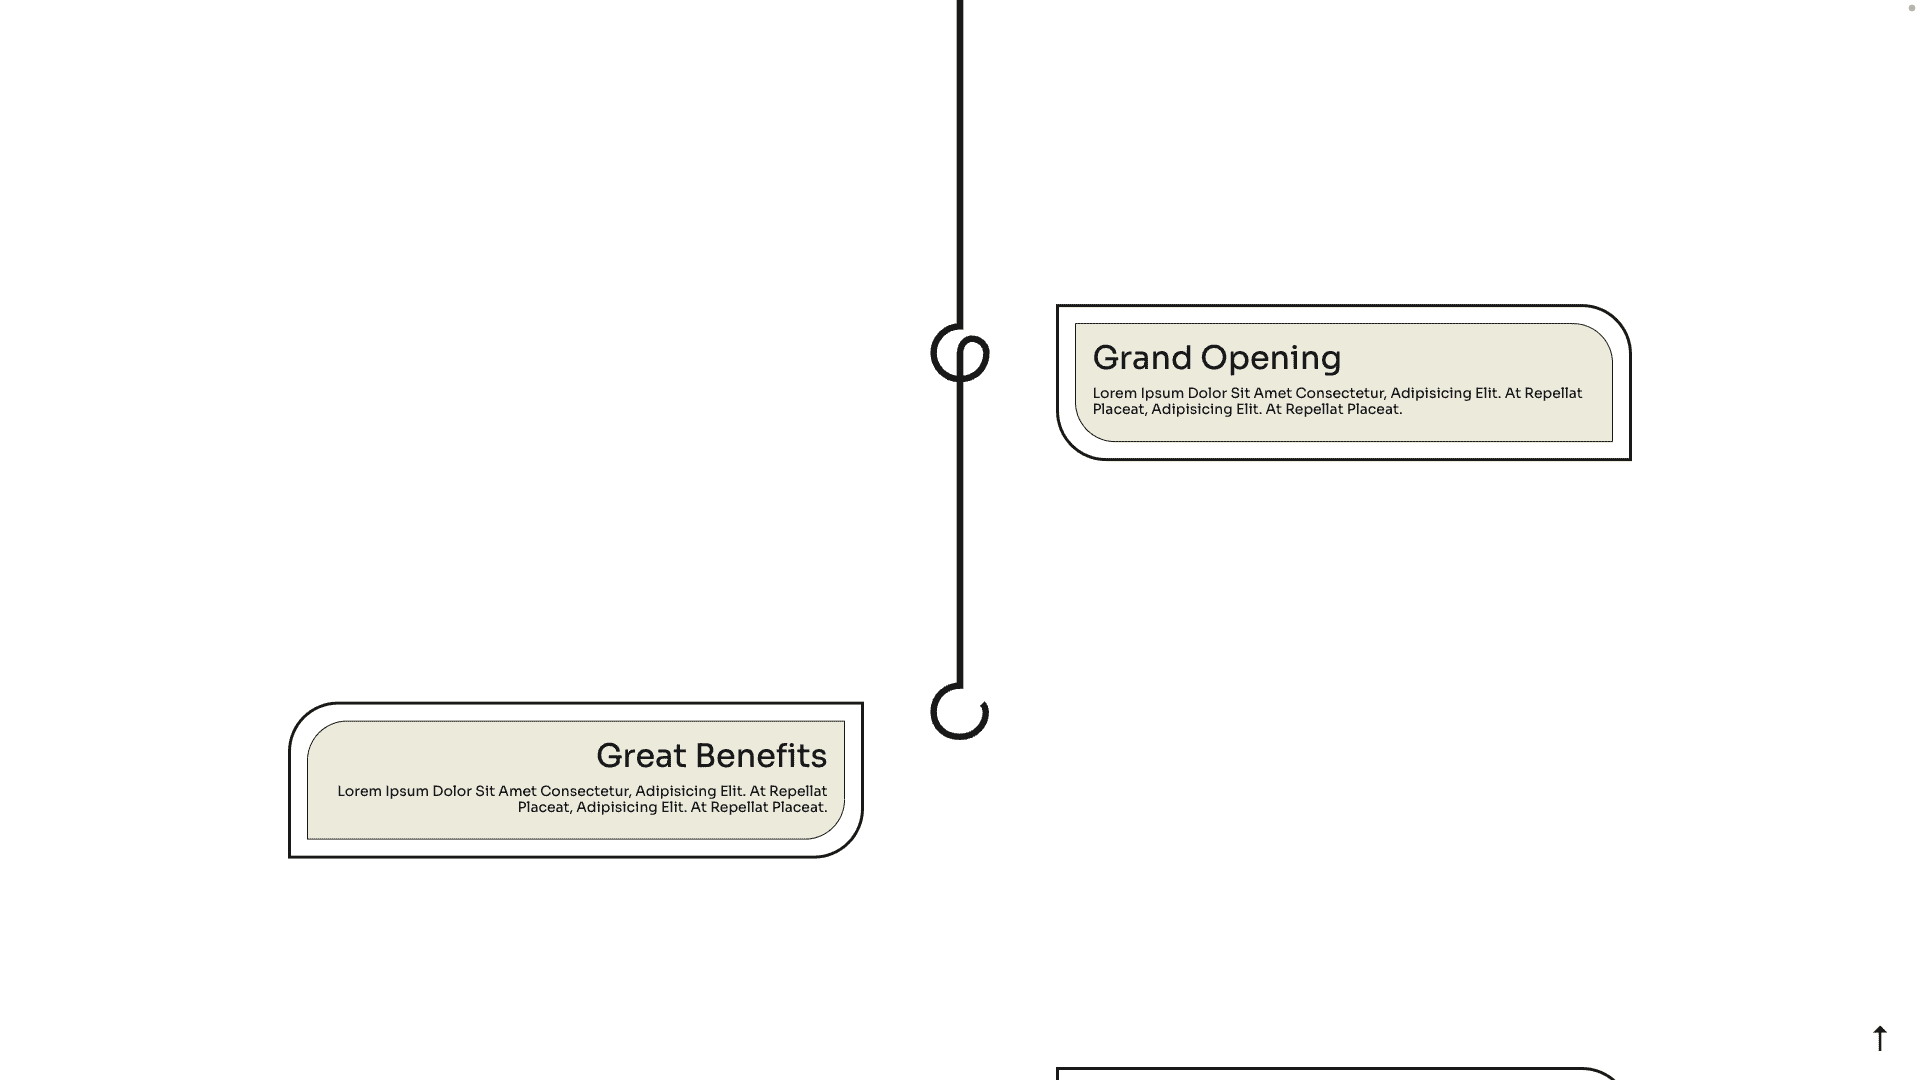 Grand Opening
Lorem Ipsum Dolor Sit Amet Consectetur, Adipisicing Elit. At Repellat
Placeat, Adipisicing Elit. At Repellat Placeat.
Great Benefits
Lorem Ipsum Dolor Sit Amet Consectetur, Adipisicing Elit. At Repellat
Placeat, Adipisicing Elit. At Repellat Placeat.